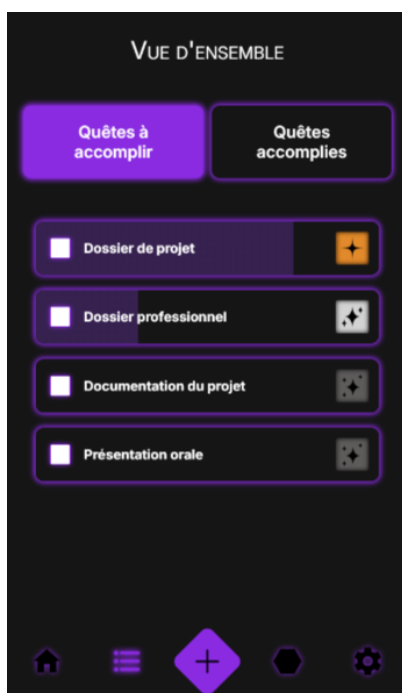 Vue d'ensemble
Quêtes à
accomplir
Quêtes
accomplies
Dossier de projet
Dossier professionnel
Documentation du projet
Présentation orale